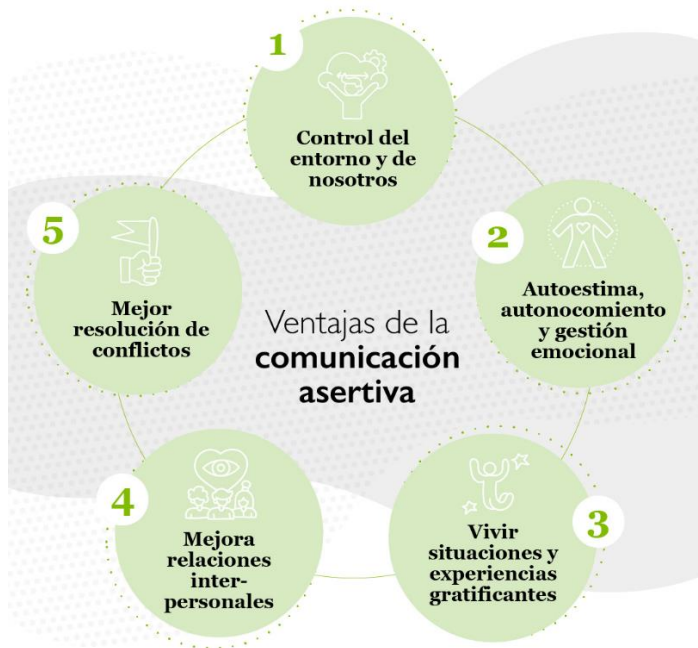 Ventajas de la
comunicación
asertiva
1
Control del
entorno y de
nosotros
2
Autoestima,
autonocomiento
y gestión
emocional
3
Vivir
situaciones y
experiencias
gratificantes
4
Mejora
relaciones
inter-
personales
5
Mejor
resolución de
conflictos